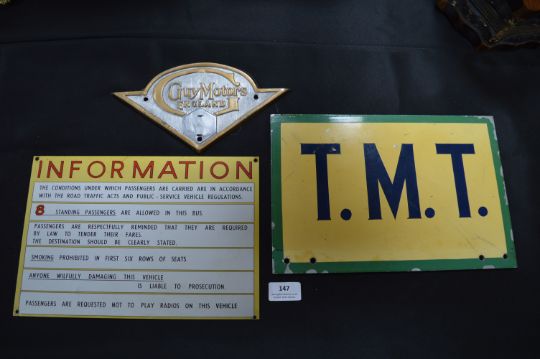 Guy Motors
ENGLAND
INFORMATION
THE CONDITIONS UNDER WHICH PASSENGERS ARE CARRIED ARE IN ACCORDANCE
WITH THE ROAD TRAFFIC ACTS AND PUBLIC - SERVICE VEHICLE REGULATIONS.
8 STANDING PASSENGERS ARE ALLOWED IN THIS BUS
PASSENGERS ARE RESPECTFULLY REMINDED THAT THEY ARE REQUIRED
BY LAW TO TENDER THEIR FARES.
THE DESTINATION SHOULD BE CLEARLY STATED.
SMOKING PROHIBITED IN FIRST SIX ROWS OF SEATS
ANYONE WILFULLY DAMAGING THIS VEHICLE
IS LIABLE TO PROSECUTION.
PASSENGERS ARE REQUESTED NOT TO PLAY RADIOS ON THIS VEHICLE
T.M.T.
147